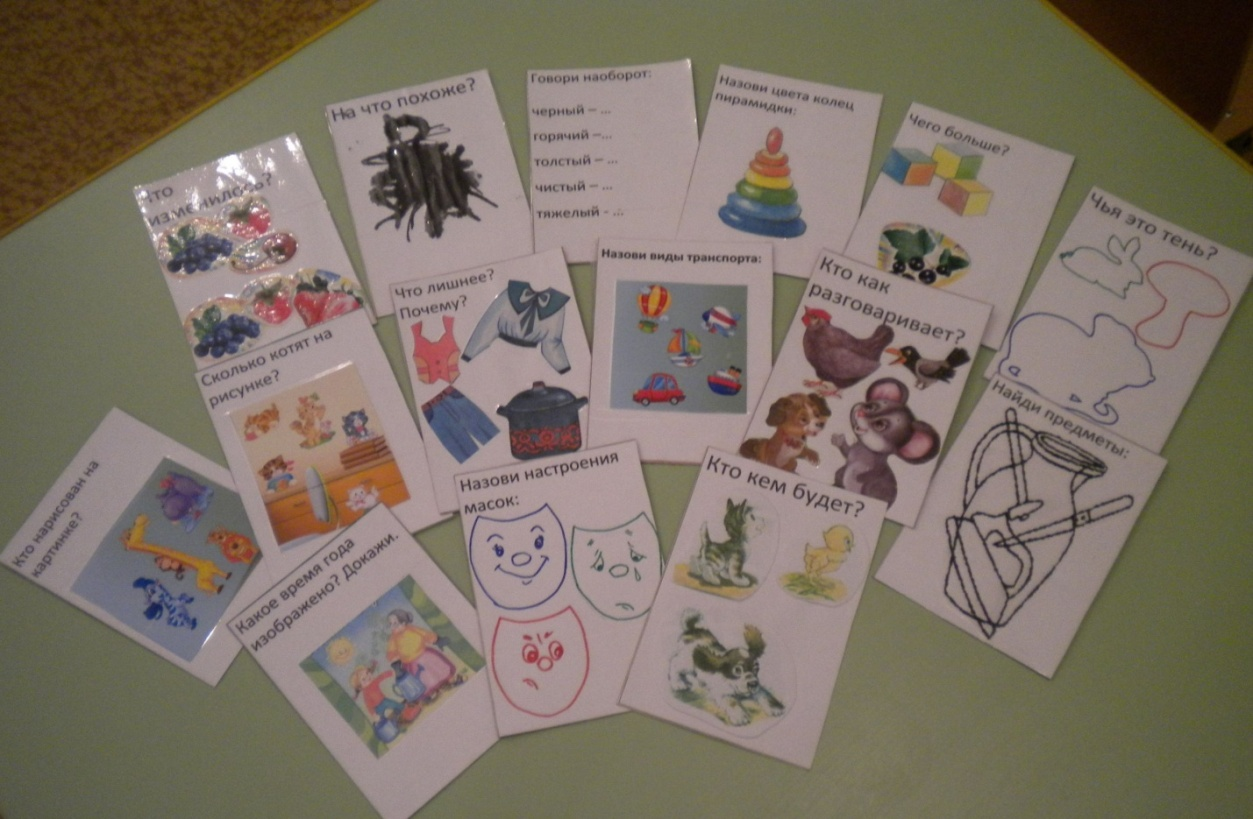 Что
изменилось?
На что похоже?
Говори наоборот:
черный – ...
горячий –...
толстый – ...
чистый – ...
тяжелый - ...
Назови цвета колец
пирамидки:
Чего больше?
Чья это тень?
Сколько котят на
рисунке?
Что лишнее?
Почему?
Назови виды транспорта:
Кто как
разговаривает?
Найди предметы:
Кто нарисован на
картинке?
Какое время года
изображено? Докажи.
Назови настроения
масок:
Кто кем будет?